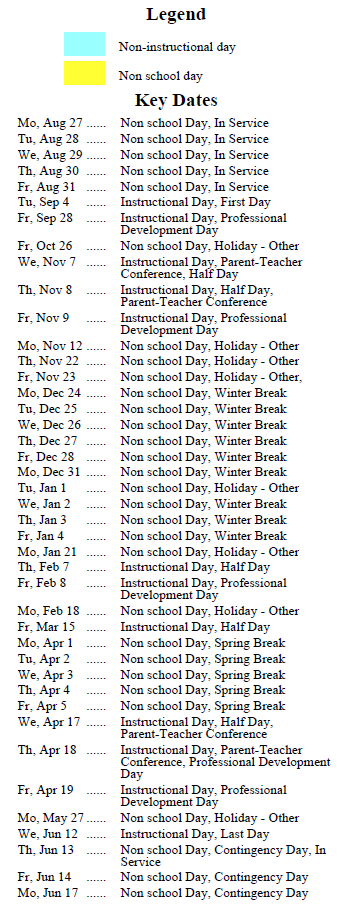 Legend
Non-instructional day
Non school day
Key Dates
Mo, Aug 27 ...... Non school Day, In Service
Tu, Aug 28 ...... Non school Day, In Service
We, Aug 29 ...... Non school Day, In Service
Th, Aug 30 ...... Non school Day, In Service
Fr, Aug 31 ...... Non school Day, In Service
Tu, Sep 4 ...... Instructional Day, First Day
Fr, Sep 28 ...... Instructional Day, Professional
Development Day
Fr, Oct 26 ...... Non school Day, Holiday - Other
We, Nov 7 ...... Instructional Day, Parent-Teacher
Conference, Half Day
Th, Nov 8 ...... Instructional Day, Half Day,
Parent-Teacher Conference
Fr, Nov 9 ...... Instructional Day, Professional
Development Day
Mo, Nov 12 ...... Non school Day, Holiday - Other
Th, Nov 22 ...... Non school Day, Holiday - Other
Fr, Nov 23 ...... Non school Day, Holiday - Other,
Mo, Dec 24 ...... Non school Day, Winter Break
Tu, Dec 25 ...... Non school Day, Winter Break
We, Dec 26 ...... Non school Day, Winter Break
Th, Dec 27 ...... Non school Day, Winter Break
Fr, Dec 28 ...... Non school Day, Winter Break
Mo, Dec 31 ...... Non school Day, Winter Break
Tu, Jan 1 ...... Non school Day, Holiday - Other
We, Jan 2 ...... Non school Day, Winter Break
Th, Jan 3 ...... Non school Day, Winter Break
Fr, Jan 4 ...... Non school Day, Winter Break
Mo, Jan 21 ...... Non school Day, Holiday - Other
Th, Feb 7 ...... Instructional Day, Half Day
Fr, Feb 8 ...... Instructional Day, Professional
Development Day
Mo, Feb 18 ...... Non school Day, Holiday - Other
Fr, Mar 15 ...... Instructional Day, Half Day
Mo, Apr 1 ...... Non school Day, Spring Break
Tu, Apr 2 ...... Non school Day, Spring Break
We, Apr 3 ...... Non school Day, Spring Break
Th, Apr 4 ...... Non school Day, Spring Break
Fr, Apr 5 ...... Non school Day, Spring Break
We, Apr 17 ...... Instructional Day, Half Day,
Parent-Teacher Conference
Th, Apr 18 ...... Instructional Day, Parent-Teacher
Conference, Professional Development
Day
Fr, Apr 19 ...... Instructional Day, Professional
Development Day
Mo, May 27 ...... Non school Day, Holiday - Other
We, Jun 12 ...... Instructional Day, Last Day
Th, Jun 13 ...... Non school Day, Contingency Day, In
Service
Fr, Jun 14 ...... Non school Day, Contingency Day
Mo, Jun 17 ...... Non school Day, Contingency Day